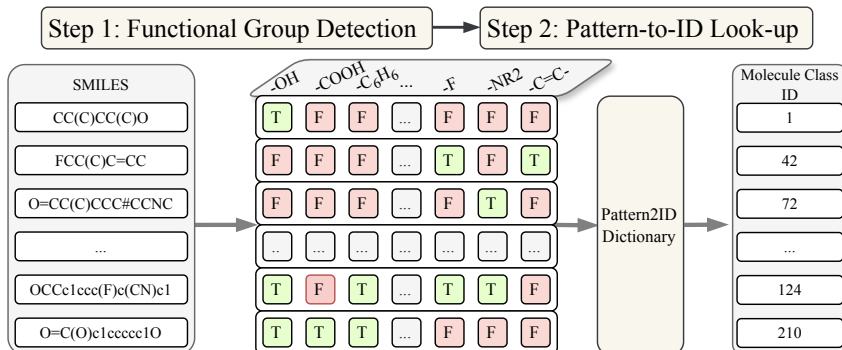 Step 1: Functional Group Detection
Step 2: Pattern-to-ID Look-up
SMILES
-OH -COOH -C6H6 ... -F -NR2 -C=C-
Molecule Class
ID
CC(C)CC(C)O
T F F ... F F F
1
FCC(C)C=CC
F F F ... T F T
42
O=CC(C)CCC#CCNC
F F F ... F T F
72
Pattern2ID
Dictionary
...
.. ... ... ... ... ... ...
...
OCCc1ccc(F)c(CN)c1
T F T ... T T F
124
O=C(O)c1ccccc1O
T T T ... F F F
210